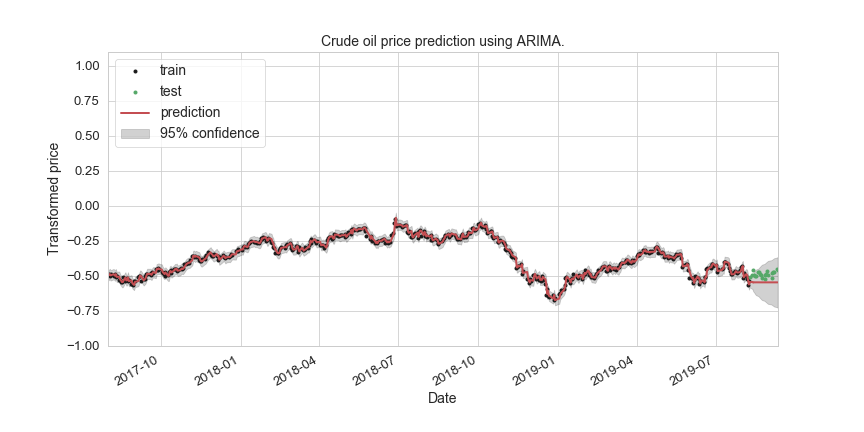 Crude oil price prediction using ARIMA.
train
test
prediction
95% confidence
Transformed price
1.00
0.75
0.50
0.25
0.00
−0.25
−0.50
−0.75
−1.00
2017-10
2018-01
2018-04
2018-07
2018-10
2019-01
2019-04
2019-07
Date